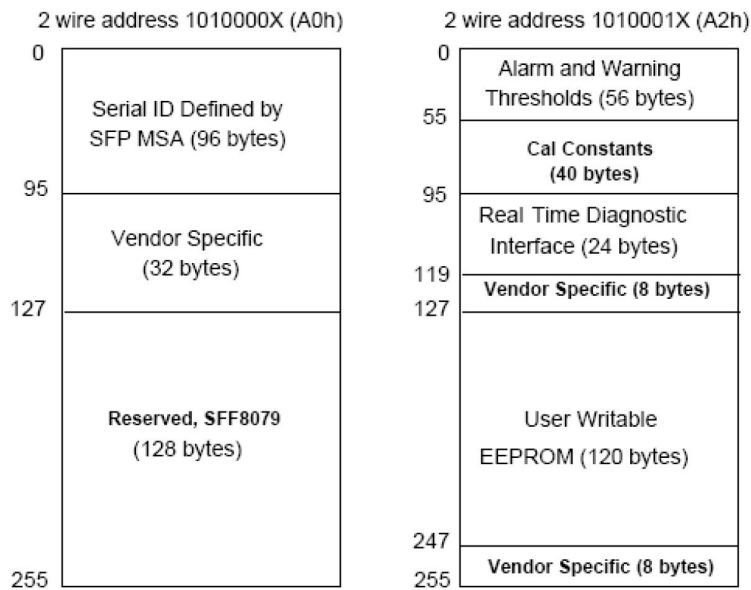 2 wire address 1010000X (A0h)
0
Serial ID Defined by
SFP MSA (96 bytes)
95
Vendor Specific
(32 bytes)
127
Reserved, SFF8079
(128 bytes)
255
2 wire address 1010001X (A2h)
0
Alarm and Warning
Thresholds (56 bytes)
55
Cal Constants
(40 bytes)
95
Real Time Diagnostic
Interface (24 bytes)
119
Vendor Specific (8 bytes)
127
User Writable
EEPROM (120 bytes)
247
Vendor Specific (8 bytes)
255